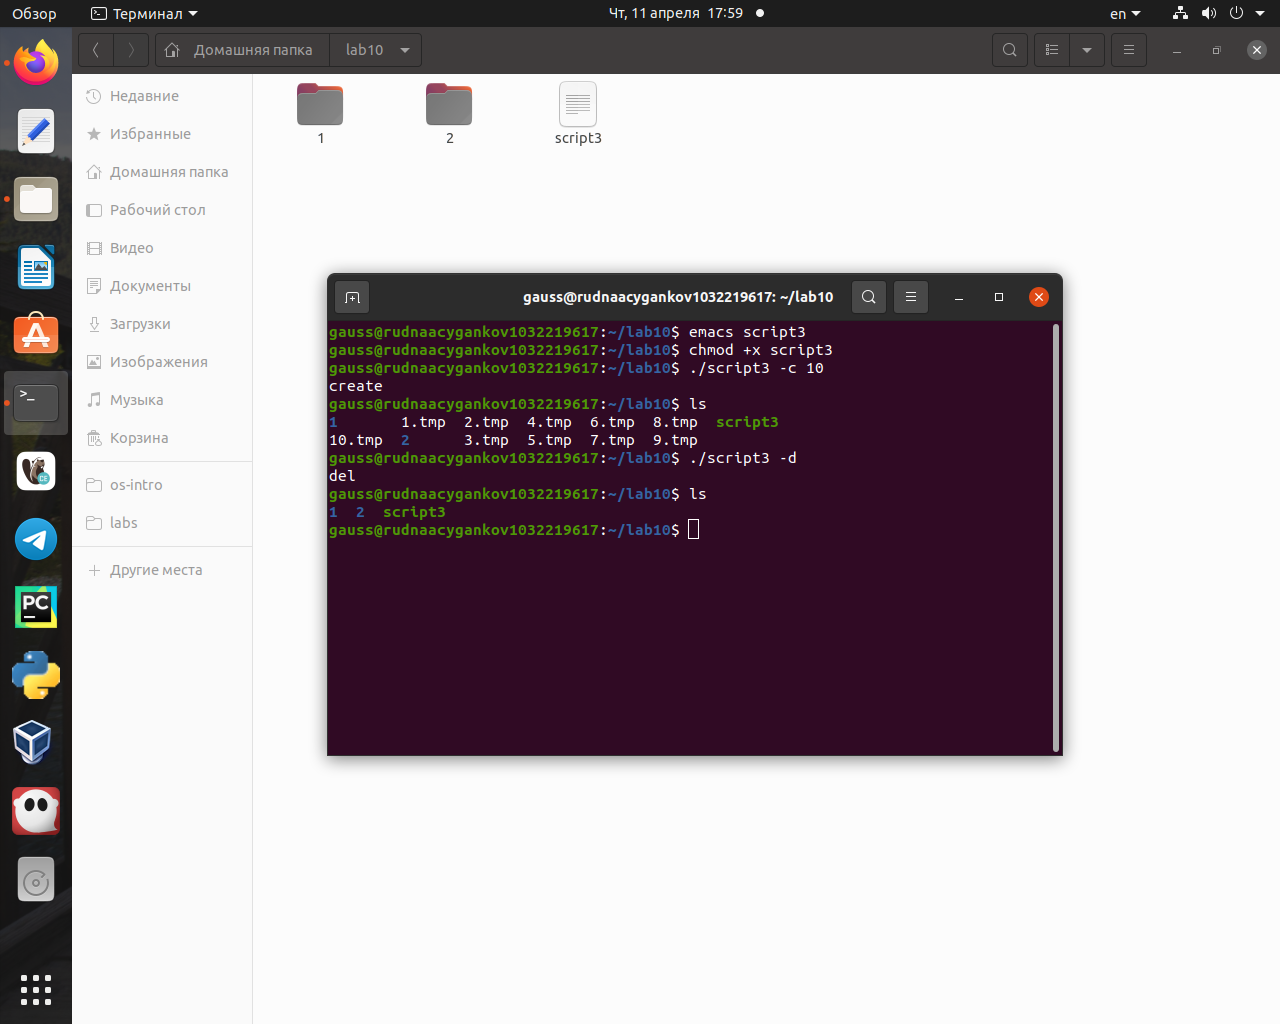 Обзор
Терминал
Чт, 11 апреля 17:59
en
Домашняя папка
lab10
Недавние
Избранные
Домашняя папка
Рабочий стол
Видео
Документы
Загрузки
Изображения
Музыка
Корзина
os-intro
labs
Другие места
1
2
script3
gauss@rudnaacygankov1032219617: ~/lab10
gauss@rudnaacygankov1032219617:~/lab10$ emacs script3
gauss@rudnaacygankov1032219617:~/lab10$ chmod +x script3
gauss@rudnaacygankov1032219617:~/lab10$ ./script3 -c 10
create
gauss@rudnaacygankov1032219617:~/lab10$ ls
1       1.tmp  2.tmp  4.tmp  6.tmp  8.tmp  script3
10.tmp  2      3.tmp  5.tmp  7.tmp  9.tmp
gauss@rudnaacygankov1032219617:~/lab10$ ./script3 -d
del
gauss@rudnaacygankov1032219617:~/lab10$ ls
1  2  script3
gauss@rudnaacygankov1032219617:~/lab10$
>_
CE
PC